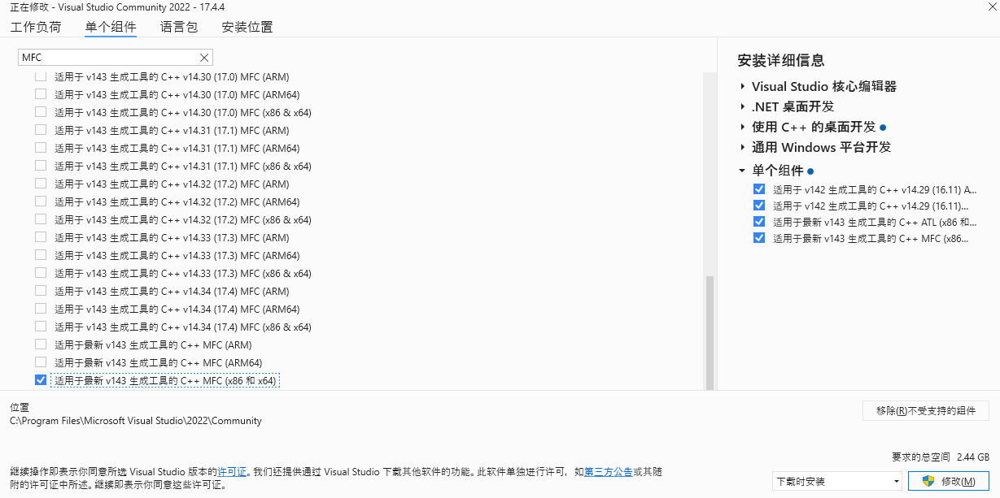 正在修改 - Visual Studio Community 2022 - 17.4.4
工作负荷 单个组件 语言包 安装位置
MFC
适用于 v143 生成工具的 C++ v14.30 (17.0) MFC (ARM)
适用于 v143 生成工具的 C++ v14.30 (17.0) MFC (ARM64)
适用于 v143 生成工具的 C++ v14.30 (17.0) MFC (x86 & x64)
适用于 v143 生成工具的 C++ v14.31 (17.1) MFC (ARM)
适用于 v143 生成工具的 C++ v14.31 (17.1) MFC (ARM64)
适用于 v143 生成工具的 C++ v14.31 (17.1) MFC (x86 & x64)
适用于 v143 生成工具的 C++ v14.32 (17.2) MFC (ARM)
适用于 v143 生成工具的 C++ v14.32 (17.2) MFC (ARM64)
适用于 v143 生成工具的 C++ v14.32 (17.2) MFC (x86 & x64)
适用于 v143 生成工具的 C++ v14.33 (17.3) MFC (ARM)
适用于 v143 生成工具的 C++ v14.33 (17.3) MFC (ARM64)
适用于 v143 生成工具的 C++ v14.33 (17.3) MFC (x86 & x64)
适用于 v143 生成工具的 C++ v14.34 (17.4) MFC (ARM)
适用于 v143 生成工具的 C++ v14.34 (17.4) MFC (ARM64)
适用于 v143 生成工具的 C++ v14.34 (17.4) MFC (x86 & x64)
适用于最新 v143 生成工具的 C++ MFC (ARM)
适用于最新 v143 生成工具的 C++ MFC (ARM64)
适用于最新 v143 生成工具的 C++ MFC (x86 和 x64)
安装详细信息
Visual Studio 核心编辑器
.NET 桌面开发
使用 C++ 的桌面开发
通用 Windows 平台开发
单个组件
适用于 v142 生成工具的 C++ v14.29 (16.11) A...
适用于 v142 生成工具的 C++ v14.29 (16.11)...
适用于最新 v143 生成工具的 C++ ATL (x86 和...
适用于最新 v143 生成工具的 C++ MFC (x86...
位置
C:\Program Files\Microsoft Visual Studio\2022\Community
移除(R)不受支持的组件
要求的总空间 2.44 GB
继续操作即表示你同意所选 Visual Studio 版本的许可证。我们还提供通过 Visual Studio 下载其他软件的功能。此软件单独进行许可，如第三方公告或其随
附的许可证中所述。继续即表示你同意这些许可证。
下载时安装
修改(M)